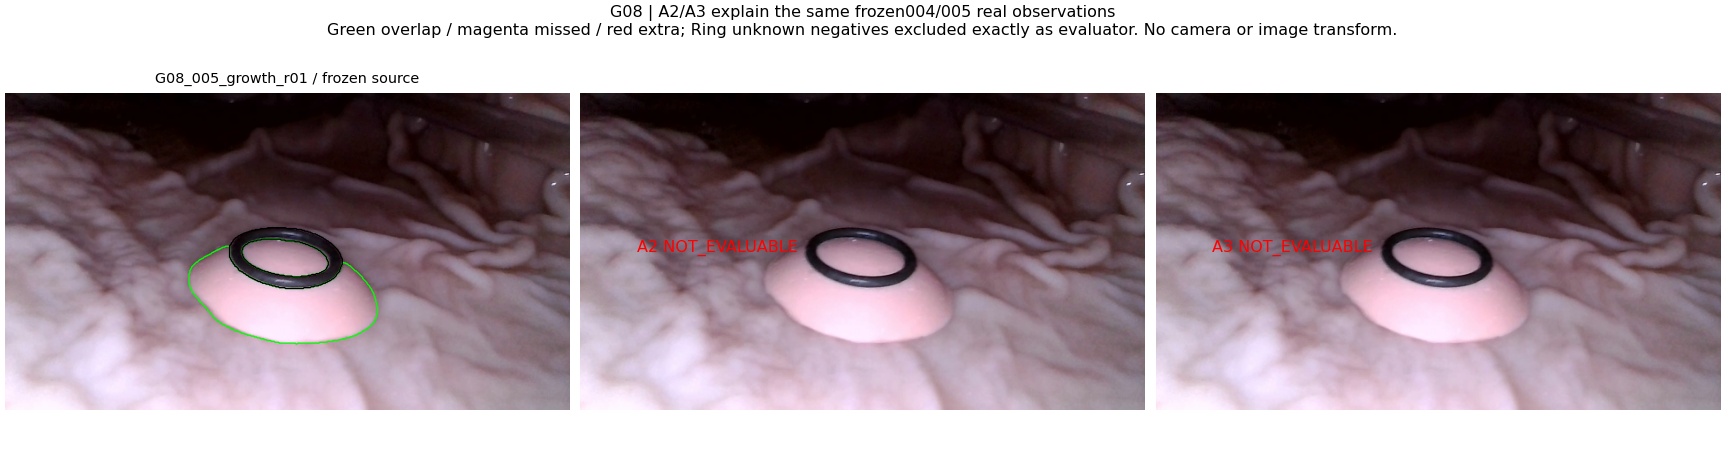 G08 | A2/A3 explain the same frozen004/005 real observations
Green overlap / magenta missed / red extra; Ring unknown negatives excluded exactly as evaluator. No camera or image transform.
G08_005_growth_r01 / frozen source
A2 NOT_EVALUABLE
A3 NOT_EVALUABLE